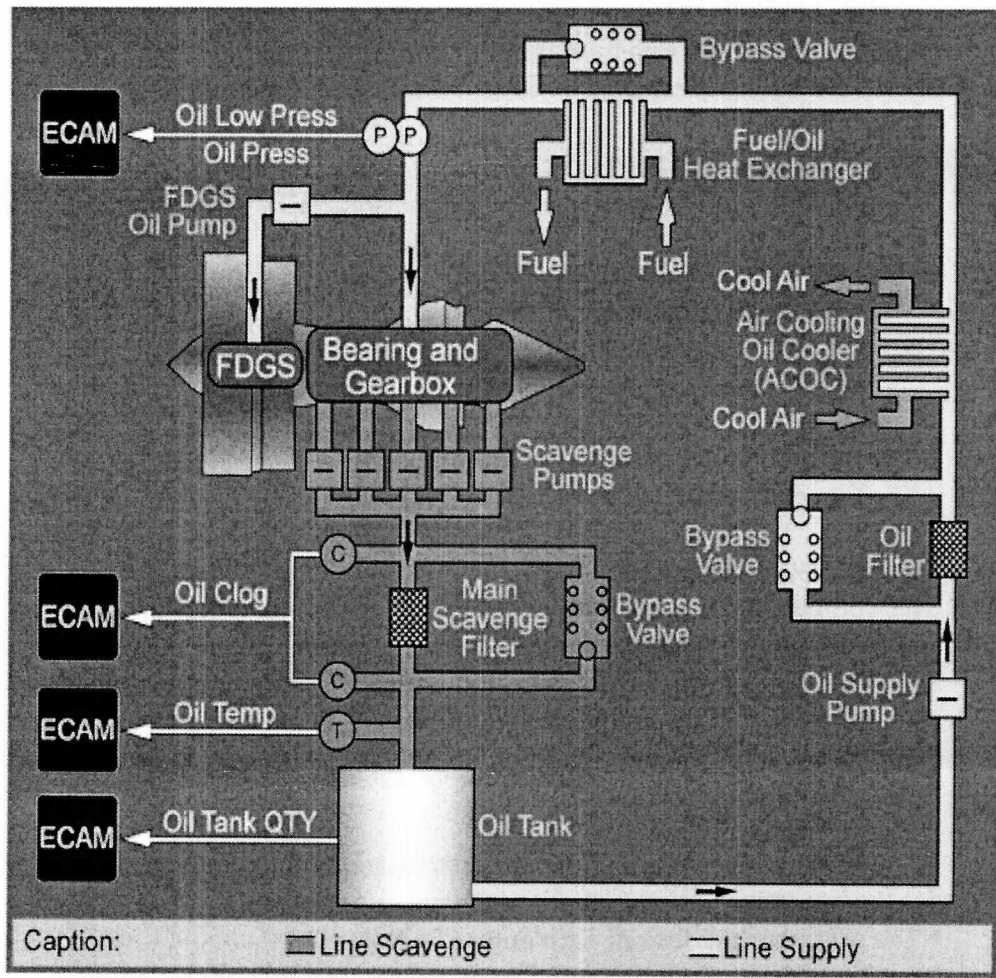 Bypass Valve
ECAM
Oil Low Press
Oil Press
P
P
Fuel/Oil
Heat Exchanger
FDGS
Oil Pump
Fuel
Fuel
Cool Air
Air Cooling
Oil Cooler
(ACOC)
Cool Air
FDGS
Bearing and
Gearbox
Scavenge
Pumps
Bypass
Valve
Oil
Filter
C
ECAM
Oil Clog
Main
Scavenge
Filter
Bypass
Valve
C
Oil Supply
Pump
ECAM
Oil Temp
T
ECAM
Oil Tank QTY
Oil Tank
Caption:
Line Scavenge
Line Supply